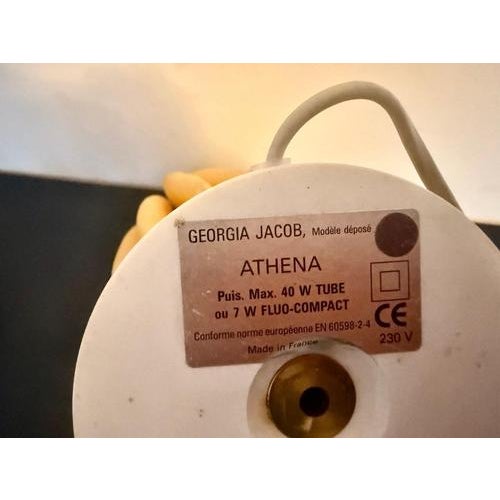 GEORGIA JACOB, Modèle déposé
ATHENA
Puis. Max. 40 W TUBE
ou 7 W FLUO-COMPACT
CE
Conforme norme européenne EN 60598-2-4
230 V
Made in France